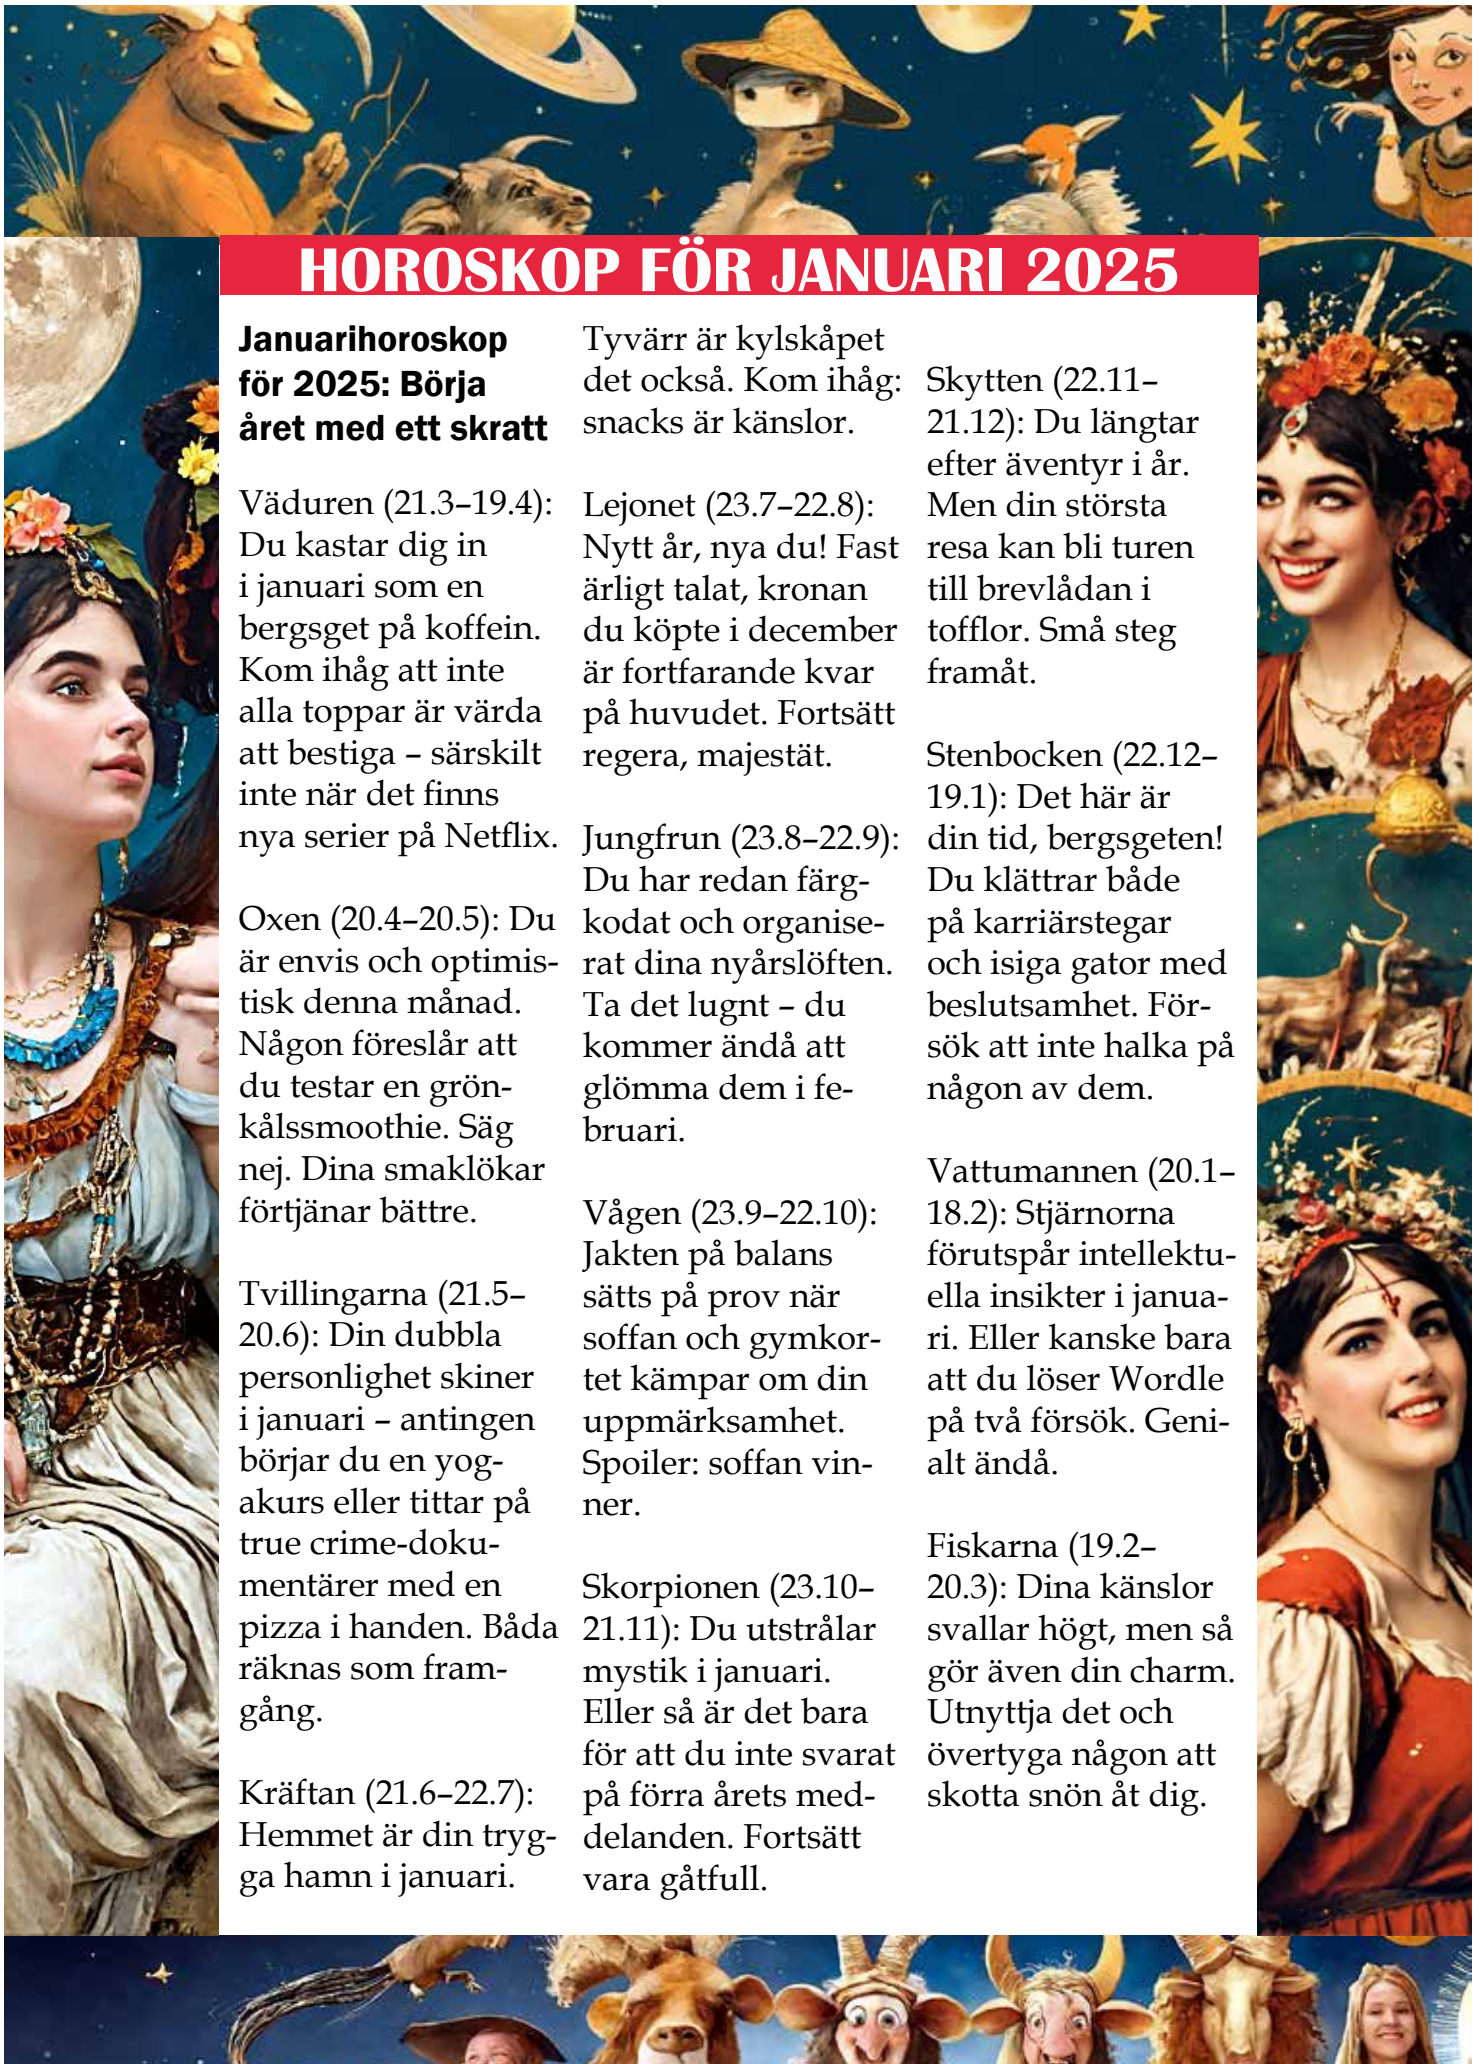 HOROSKOP FÖR JANUARI 2025
Januarihoroskop
för 2025: Börja
året med ett skratt
Väduren (21.3–19.4):
Du kastar dig in
i januari som en
bergsget på koffein.
Kom ihåg att inte
alla toppar är värda
att bestiga – särskilt
inte när det finns
nya serier på Netflix.
Oxen (20.4–20.5): Du
är envis och optimis-
tisk denna månad.
Någon föreslår att
du testar en grön-
kålssmoothie. Säg
nej. Dina smaklökar
förtjänar bättre.
Tvillingarna (21.5–
20.6): Din dubbla
personlighet skiner
i januari – antingen
börjar du en yog-
akurs eller tittar på
true crime-doku-
mentärer med en
pizza i handen. Båda
räknas som fram-
gång.
Kräftan (21.6–22.7):
Hemmet är din tryg-
ga hamn i januari.
Tyvärr är kylskåpet
det också. Kom ihåg:
snacks är känslor.
Lejonet (23.7–22.8):
Nytt år, nya du! Fast
ärligt talat, kronan
du köpte i december
är fortfarande kvar
på huvudet. Fortsätt
regera, majestät.
Jungfrun (23.8–22.9):
Du har redan färg-
kodat och organise-
rat dina nyårslöften.
Ta det lugnt – du
kommer ändå att
glömma dem i fe-
bruari.
Vågen (23.9–22.10):
Jakten på balans
sätts på prov när
soffan och gymkor-
tet kämpar om din
uppmärksamhet.
Spoiler: soffan vin-
ner.
Skorpionen (23.10–
21.11): Du utstrålar
mystik i januari.
Eller så är det bara
för att du inte svarat
på förra årets med-
delanden. Fortsätt
vara gåtfull.
Skytten (22.11–
21.12): Du längtar
efter äventyr i år.
Men din största
resa kan bli turen
till brevlådan i
tofflor. Små steg
framåt.
Stenbocken (22.12–
19.1): Det här är
din tid, bergsgeten!
Du klättrar både
på karriärstegar
och isiga gator med
beslutsamhet. För-
sök att inte halka på
någon av dem.
Vattumannen (20.1–
18.2): Stjärnorna
förutspår intellektu-
ella insikter i janua-
ri. Eller kanske bara
att du löser Wordle
på två försök. Geni-
alt ändå.
Fiskarna (19.2–
20.3): Dina känslor
svallar högt, men så
gör även din charm.
Utnyttja det och
övertyga någon att
skotta snön åt dig.